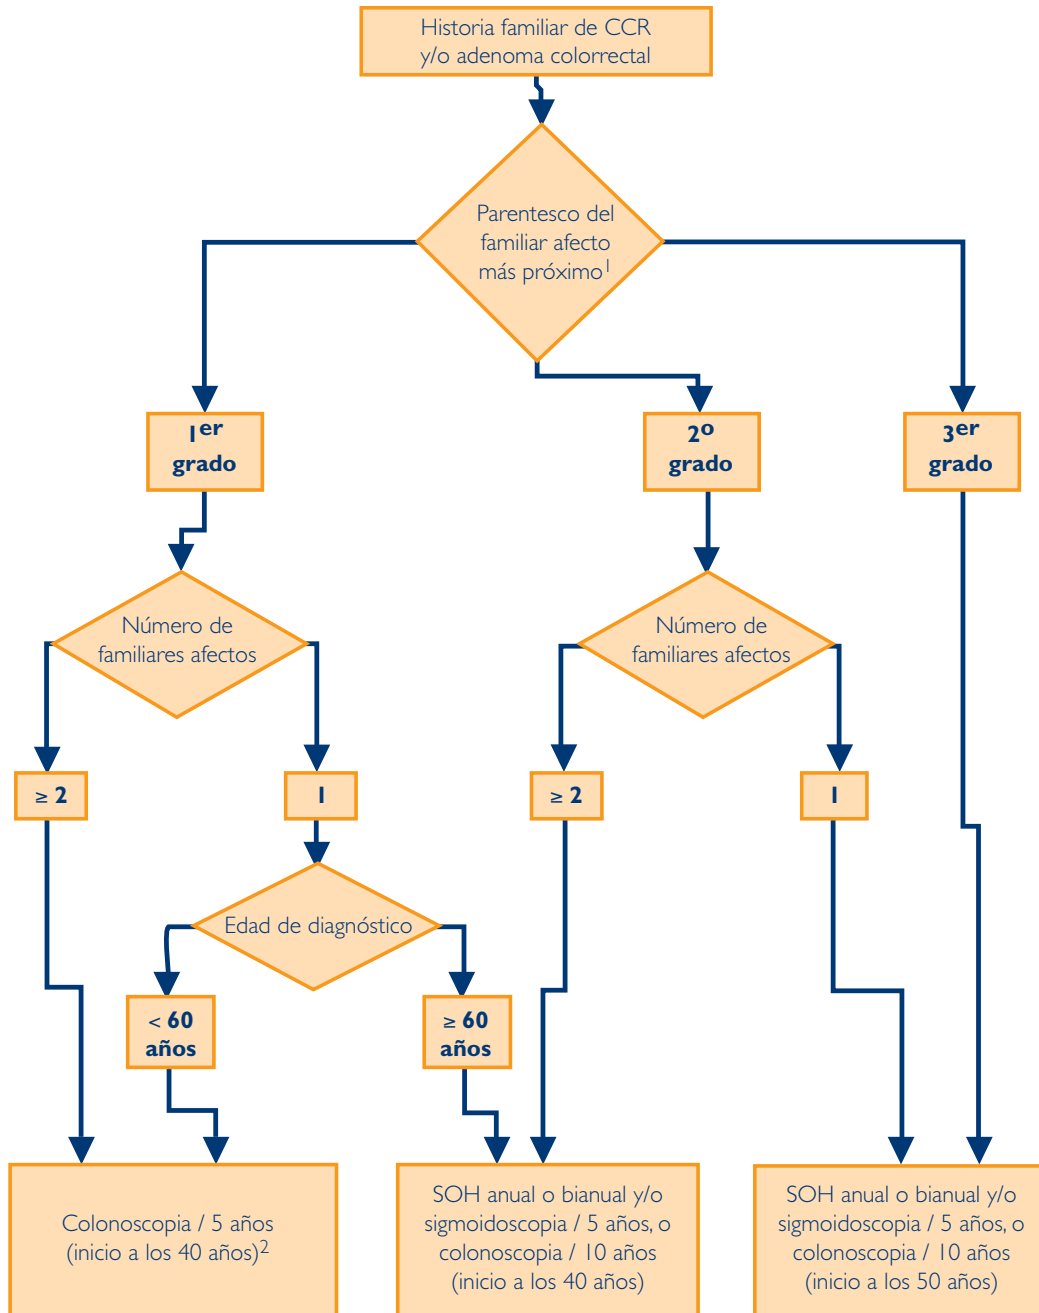 Historia familiar de CCR
y/o adenoma colorrectal
Parentesco del
familiar afecto
más próximo¹
1er
grado
2º
grado
3er
grado
Número de
familiares afectos
Número de
familiares afectos
≥ 2
1
≥ 2
1
Edad de diagnóstico
< 60
años
≥ 60
años
Colonoscopia / 5 años
(inicio a los 40 años)²
SOH anual o bianual y/o
sigmoidoscopia / 5 años, o
colonoscopia / 10 años
(inicio a los 40 años)
SOH anual o bianual y/o
sigmoidoscopia / 5 años, o
colonoscopia / 10 años
(inicio a los 50 años)